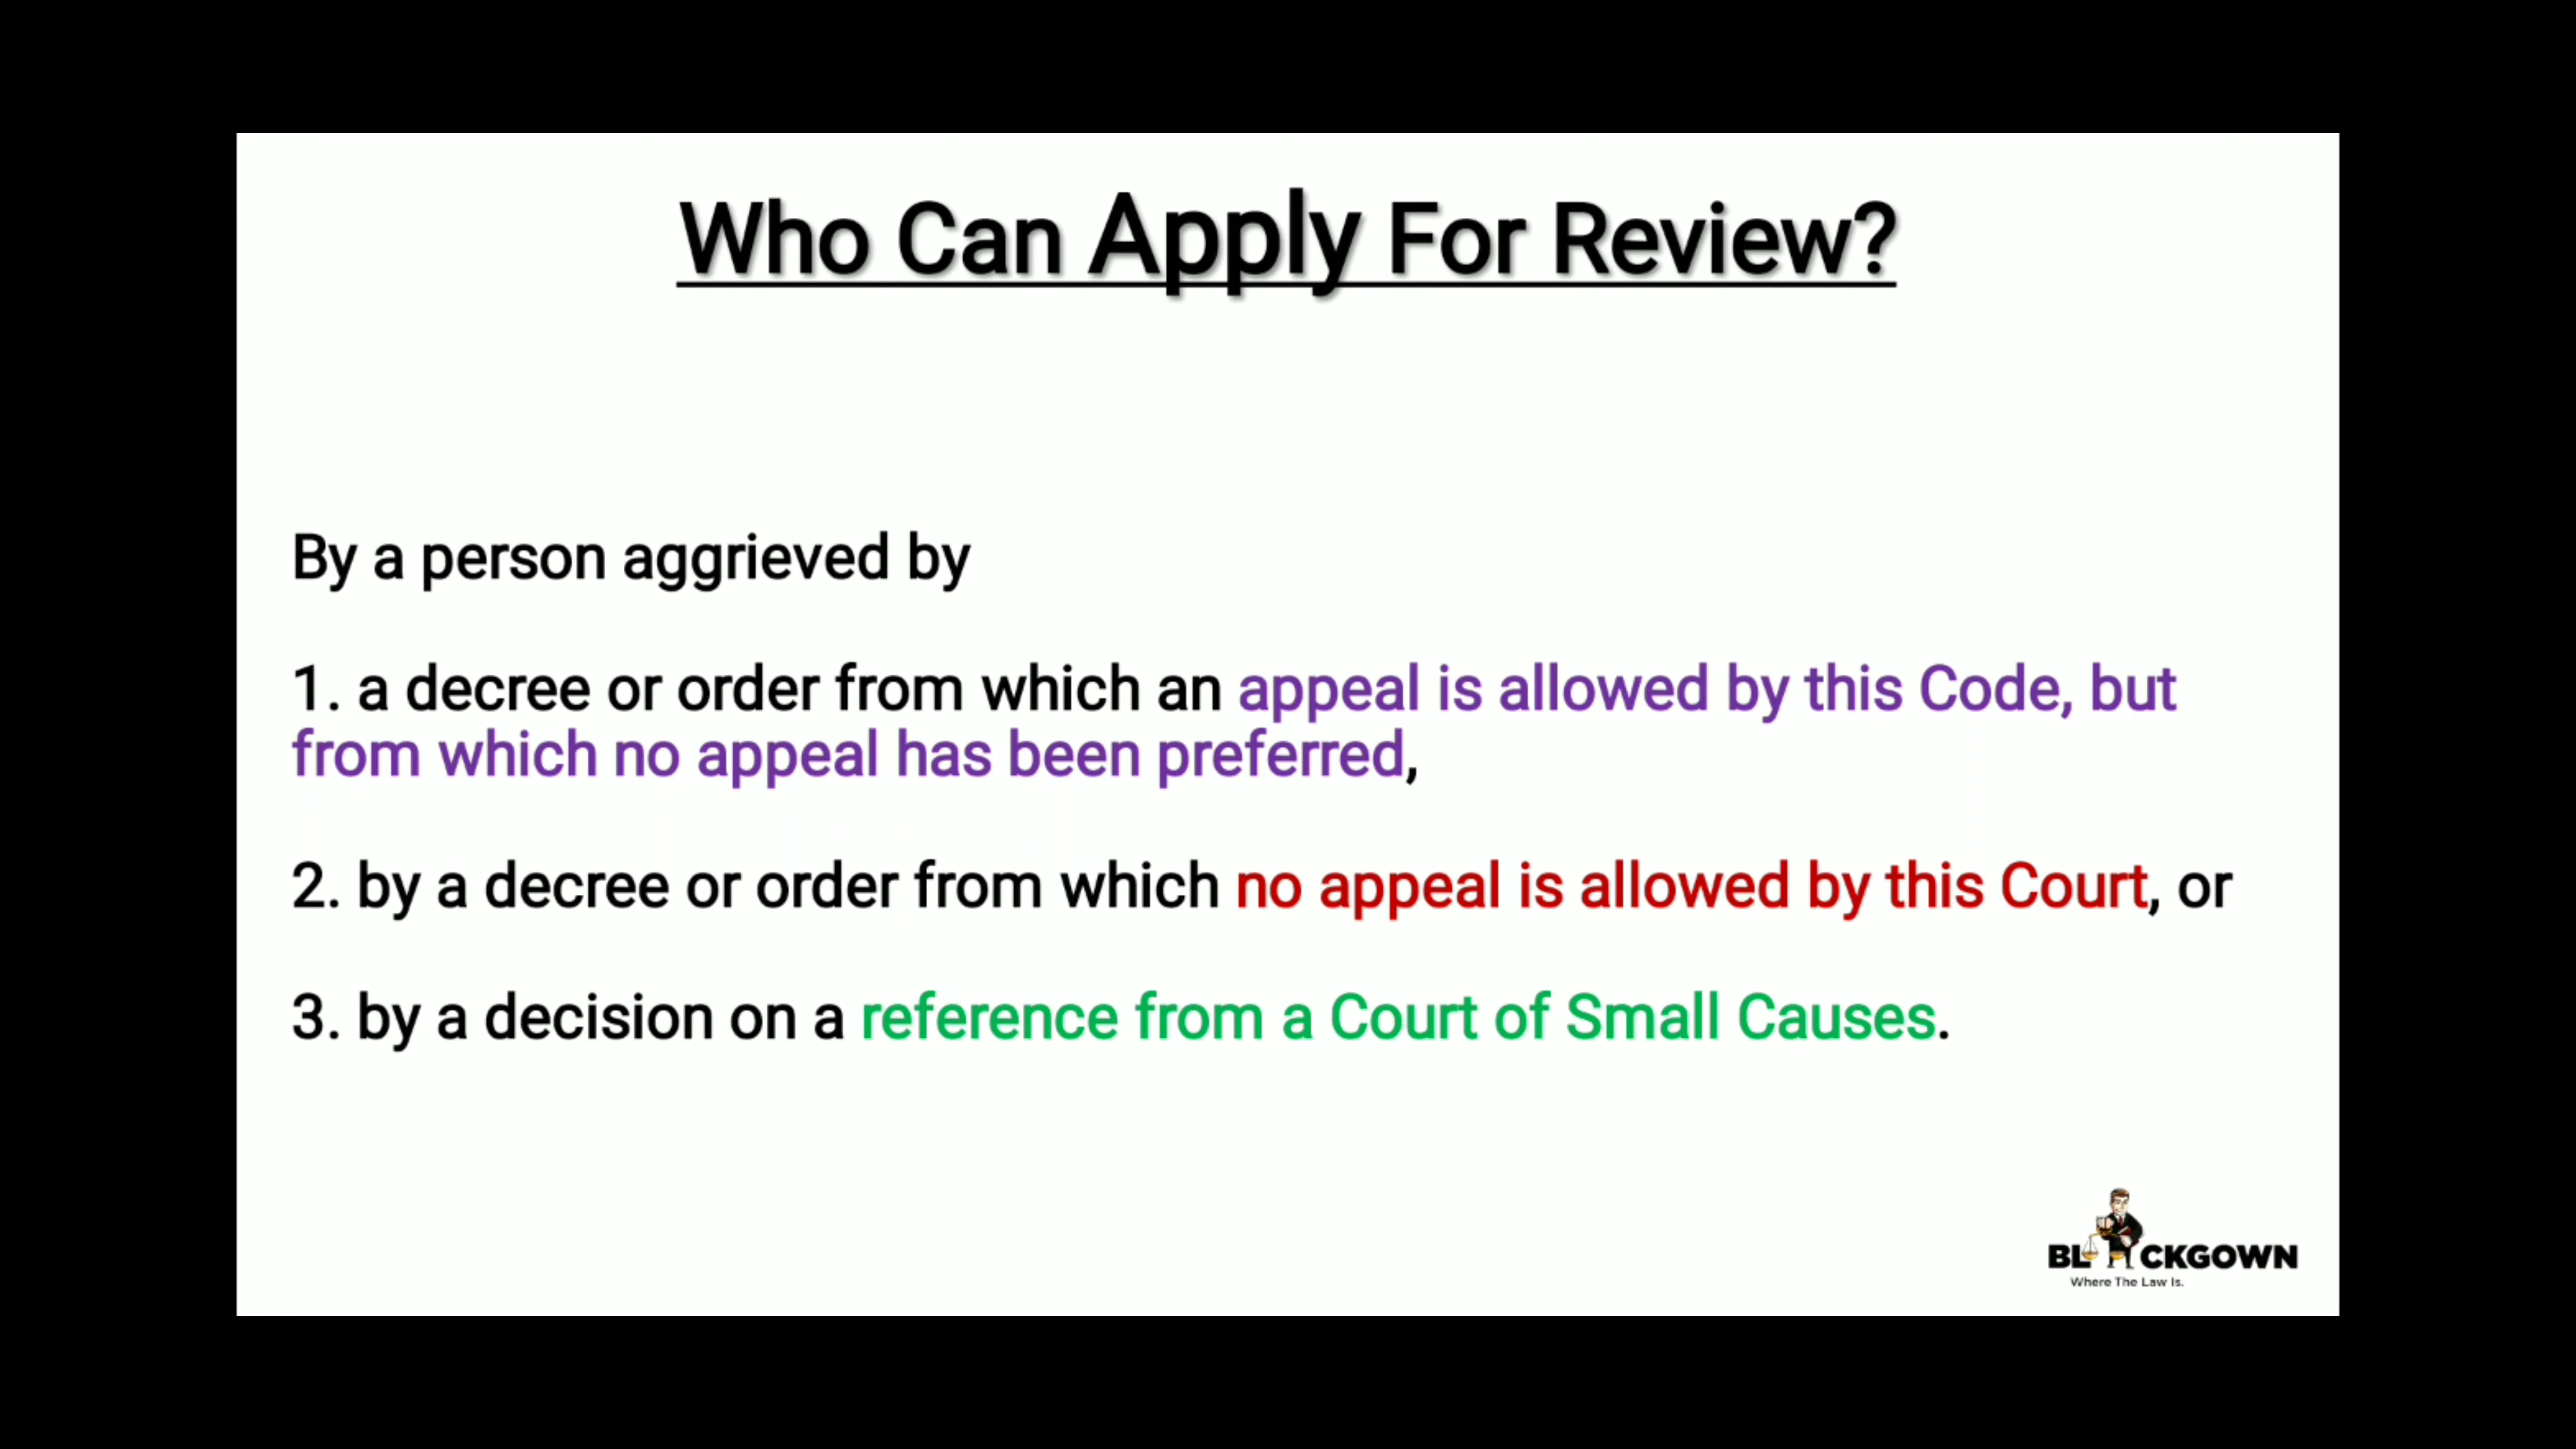 Who Can Apply For Review?
By a person aggrieved by
1. a decree or order from which an appeal is allowed by this Code, but
from which no appeal has been preferred,
2. by a decree or order from which no appeal is allowed by this Court, or
3. by a decision on a reference from a Court of Small Causes.
BLACKGOWN
Where The Law Is.